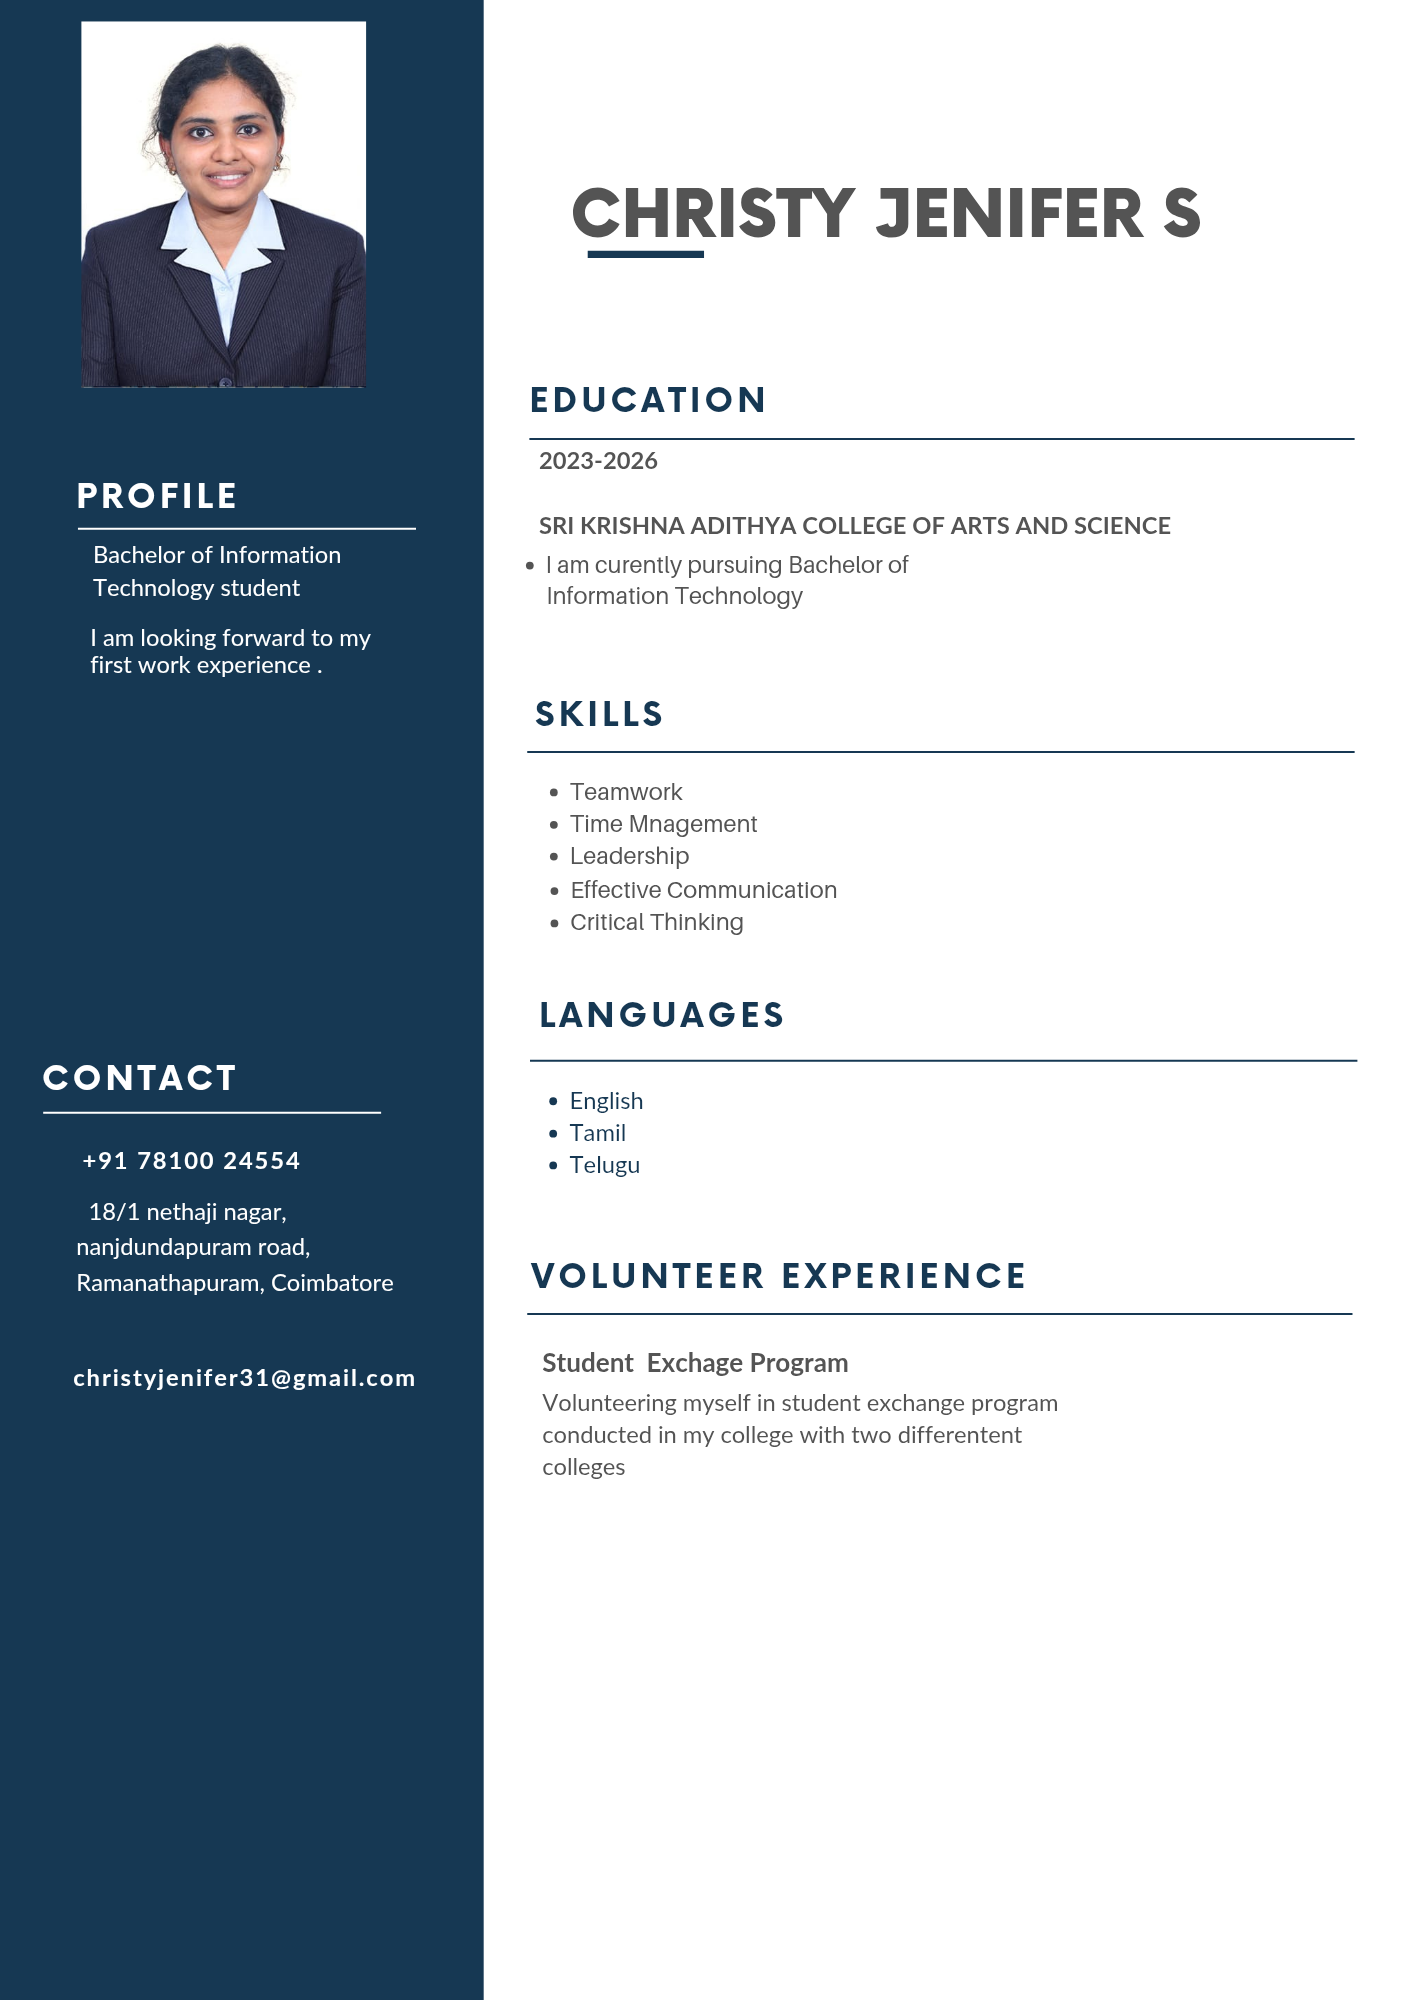 CHRISTY JENIFER S
PROFILE
Bachelor of Information
Technology student
I am looking forward to my
first work experience .
CONTACT
+91 78100 24554
18/1 nethaji nagar,
nanjdundapuram road,
Ramanathapuram, Coimbatore
christyjenifer31@gmail.com
EDUCATION
2023-2026
SRI KRISHNA ADITHYA COLLEGE OF ARTS AND SCIENCE
• I am curently pursuing Bachelor of
Information Technology
SKILLS
• Teamwork
• Time Mnagement
• Leadership
• Effective Communication
• Critical Thinking
LANGUAGES
• English
• Tamil
• Telugu
VOLUNTEER EXPERIENCE
Student  Exchage Program
Volunteering myself in student exchange program
conducted in my college with two differentent
colleges